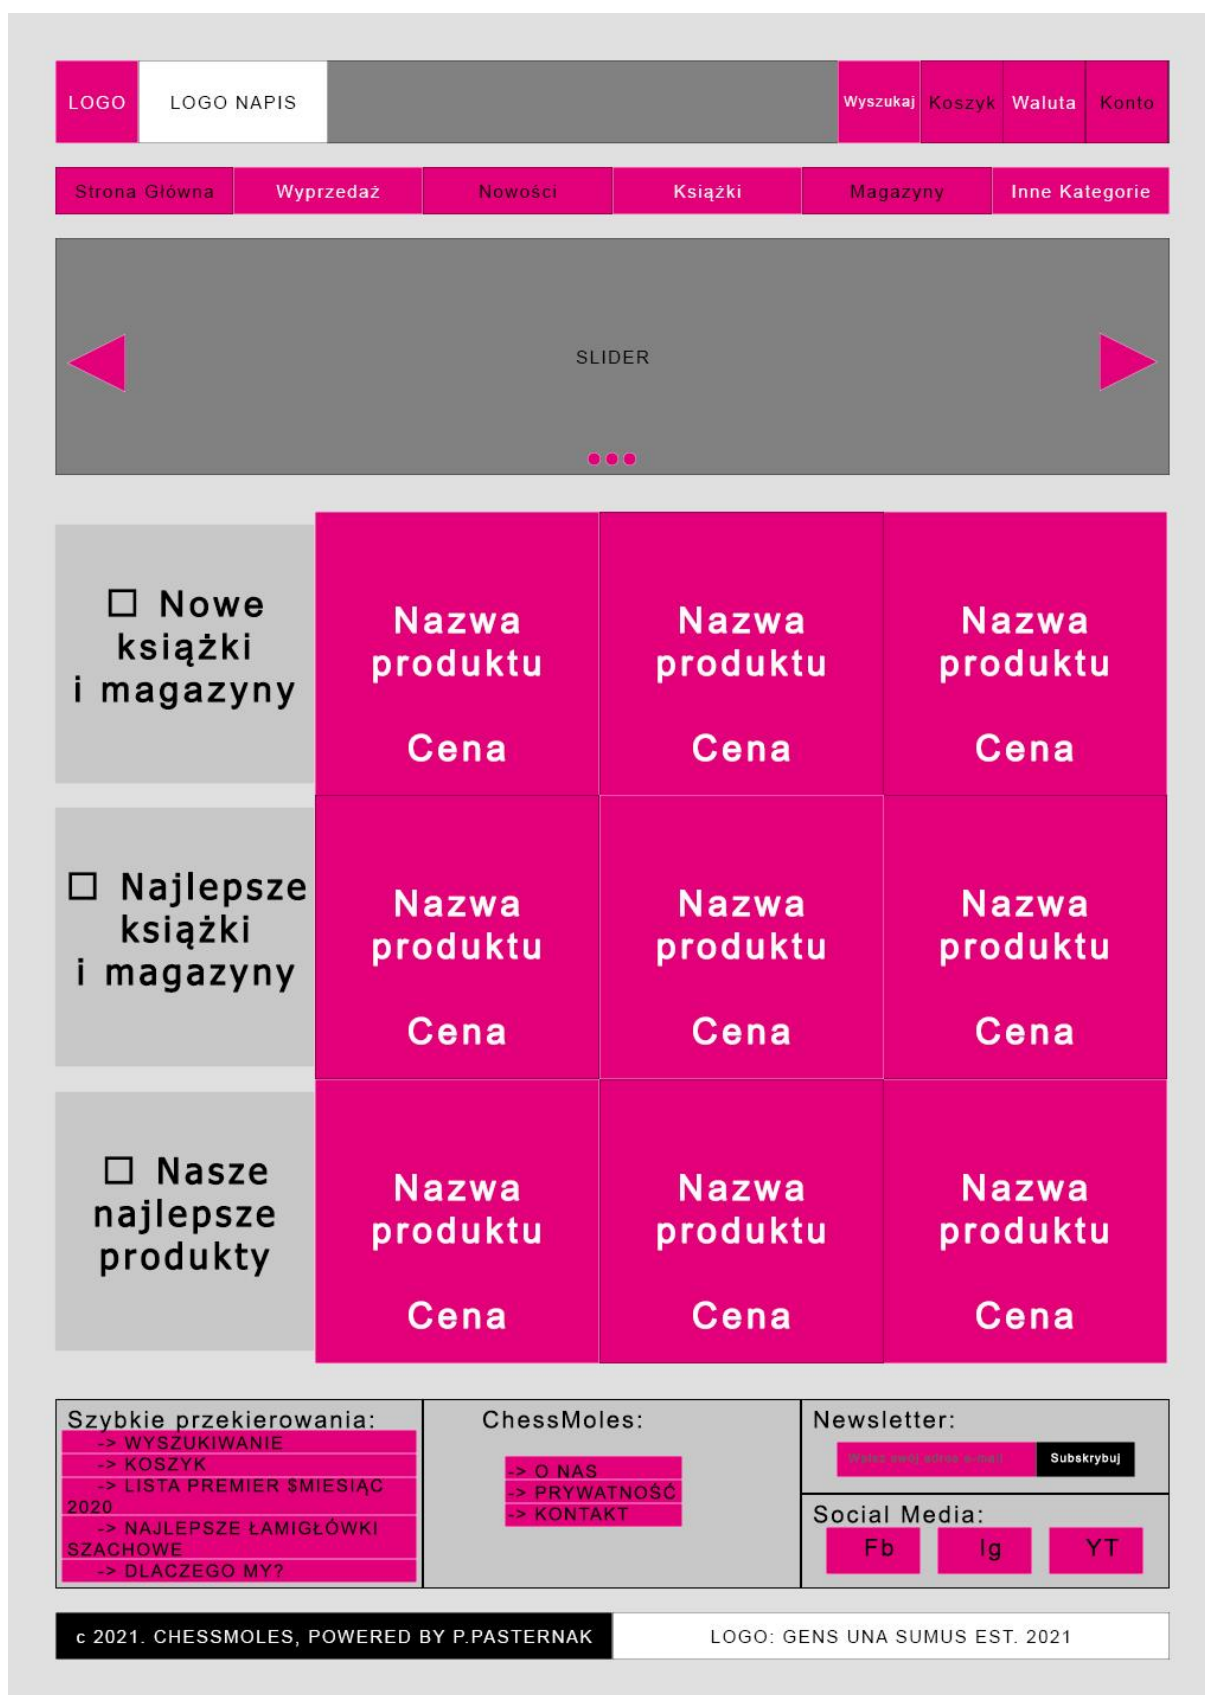 LOGO LOGO NAPIS Wyszukaj Koszyk Waluta Konto
Strona Główna Wyprzedaż Nowości Książki Magazyny Inne Kategorie
SLIDER
☐ Nowe
książki
i magazyny
Nazwa
produktu
Cena
Nazwa
produktu
Cena
Nazwa
produktu
Cena
☐ Najlepsze
książki
i magazyny
Nazwa
produktu
Cena
Nazwa
produktu
Cena
Nazwa
produktu
Cena
☐ Nasze
najlepsze
produkty
Nazwa
produktu
Cena
Nazwa
produktu
Cena
Nazwa
produktu
Cena
Szybkie przekierowania:
-> WYSZUKIWANIE
-> KOSZYK
-> LISTA PREMIER $MIESIĄC
2020
-> NAJLEPSZE ŁAMIGŁÓWKI
SZACHOWE
-> DLACZEGO MY?
ChessMoles:
-> O NAS
-> PRYWATNOŚĆ
-> KONTAKT
Newsletter:
swój adres e-mail Subskrybuj
Social Media:
Fb Ig YT
c 2021. CHESSMOLES, POWERED BY P.PASTERNAK
LOGO: GENS UNA SUMUS EST. 2021